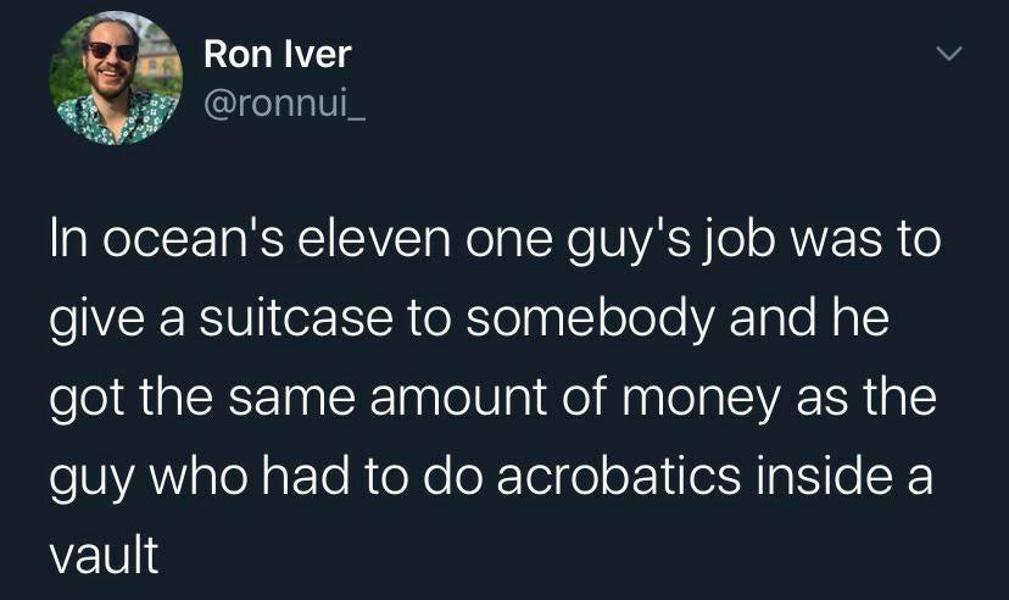 Ron Iver
@ronnui_
In ocean's eleven one guy's job was to
give a suitcase to somebody and he
got the same amount of money as the
guy who had to do acrobatics inside a
vault